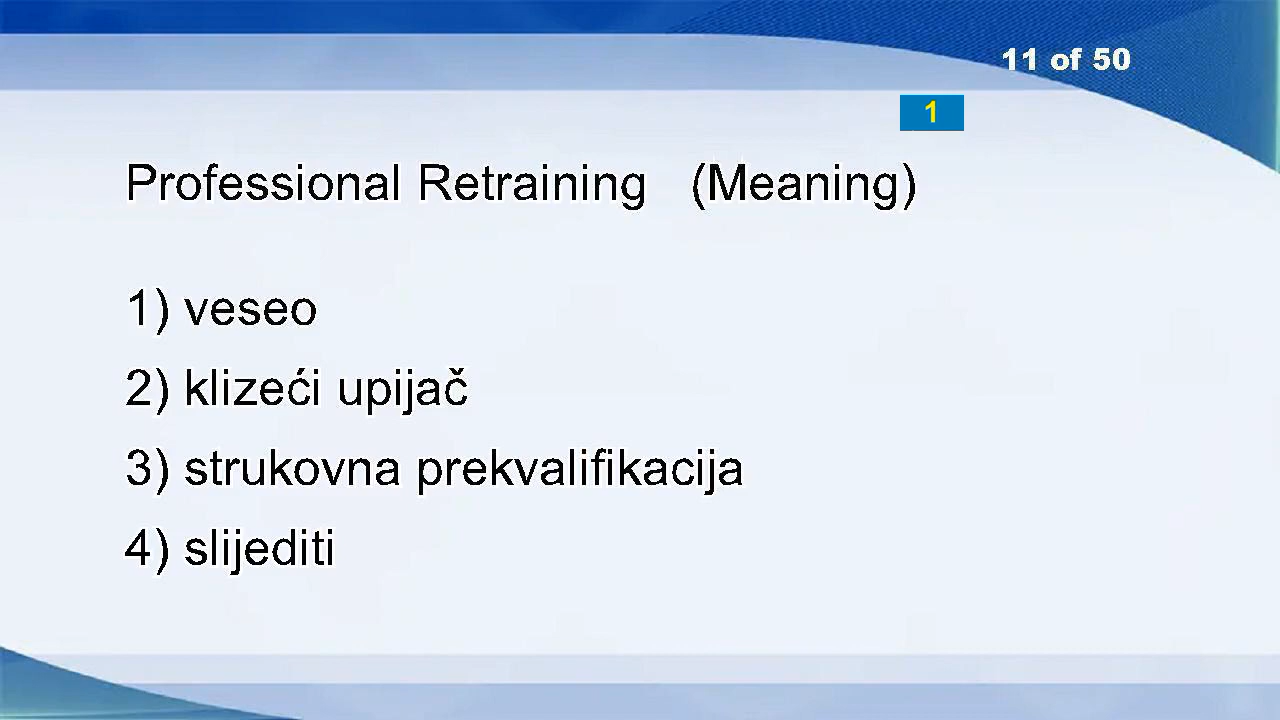 11 of 50
1
Professional Retraining (Meaning)
1) veseo
2) klizeći upijač
3) strukovna prekvalifikacija
4) slijediti